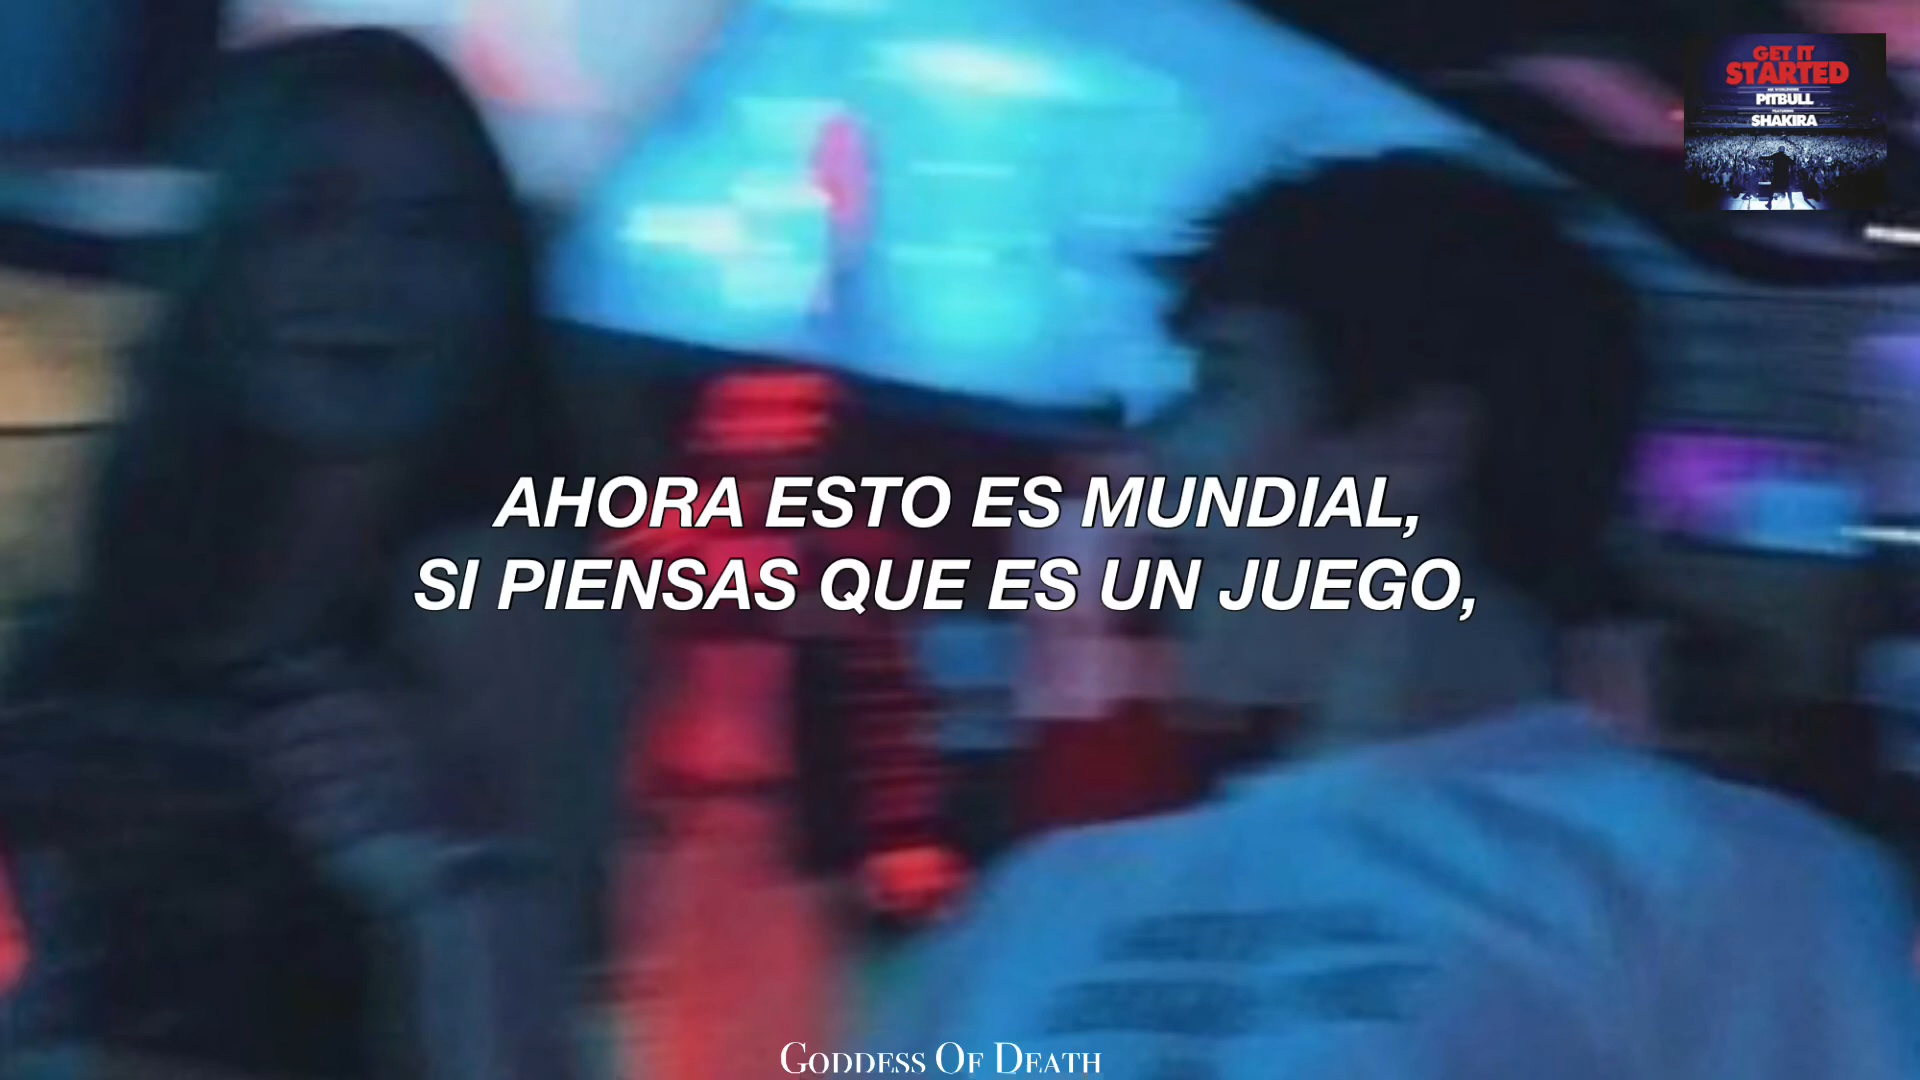 GET IT
STARTED
PITBULL
SHAKIRA
AHORA ESTO ES MUNDIAL,
SI PIENSAS QUE ES UN JUEGO,
GODDESS OF DEATH